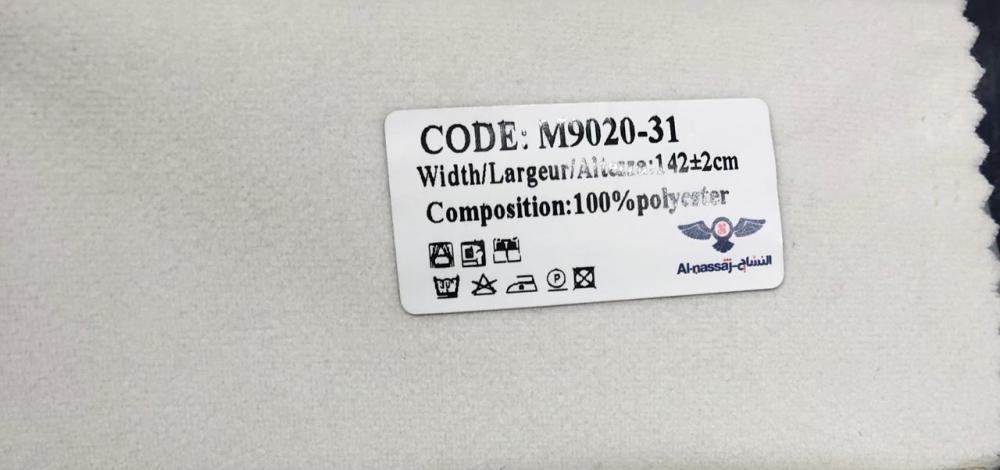 CODE: M9020-31
Width/Largeur/Altezza:142±2cm
Composition:100%polyester
Al-nassaj-النساج
P